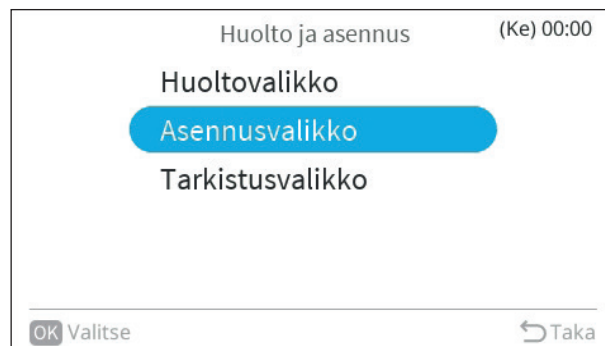 Huolto ja asennus
(Ke) 00:00
Huoltovalikko
Asennusvalikko
Tarkistusvalikko
OK Valitse
Taka